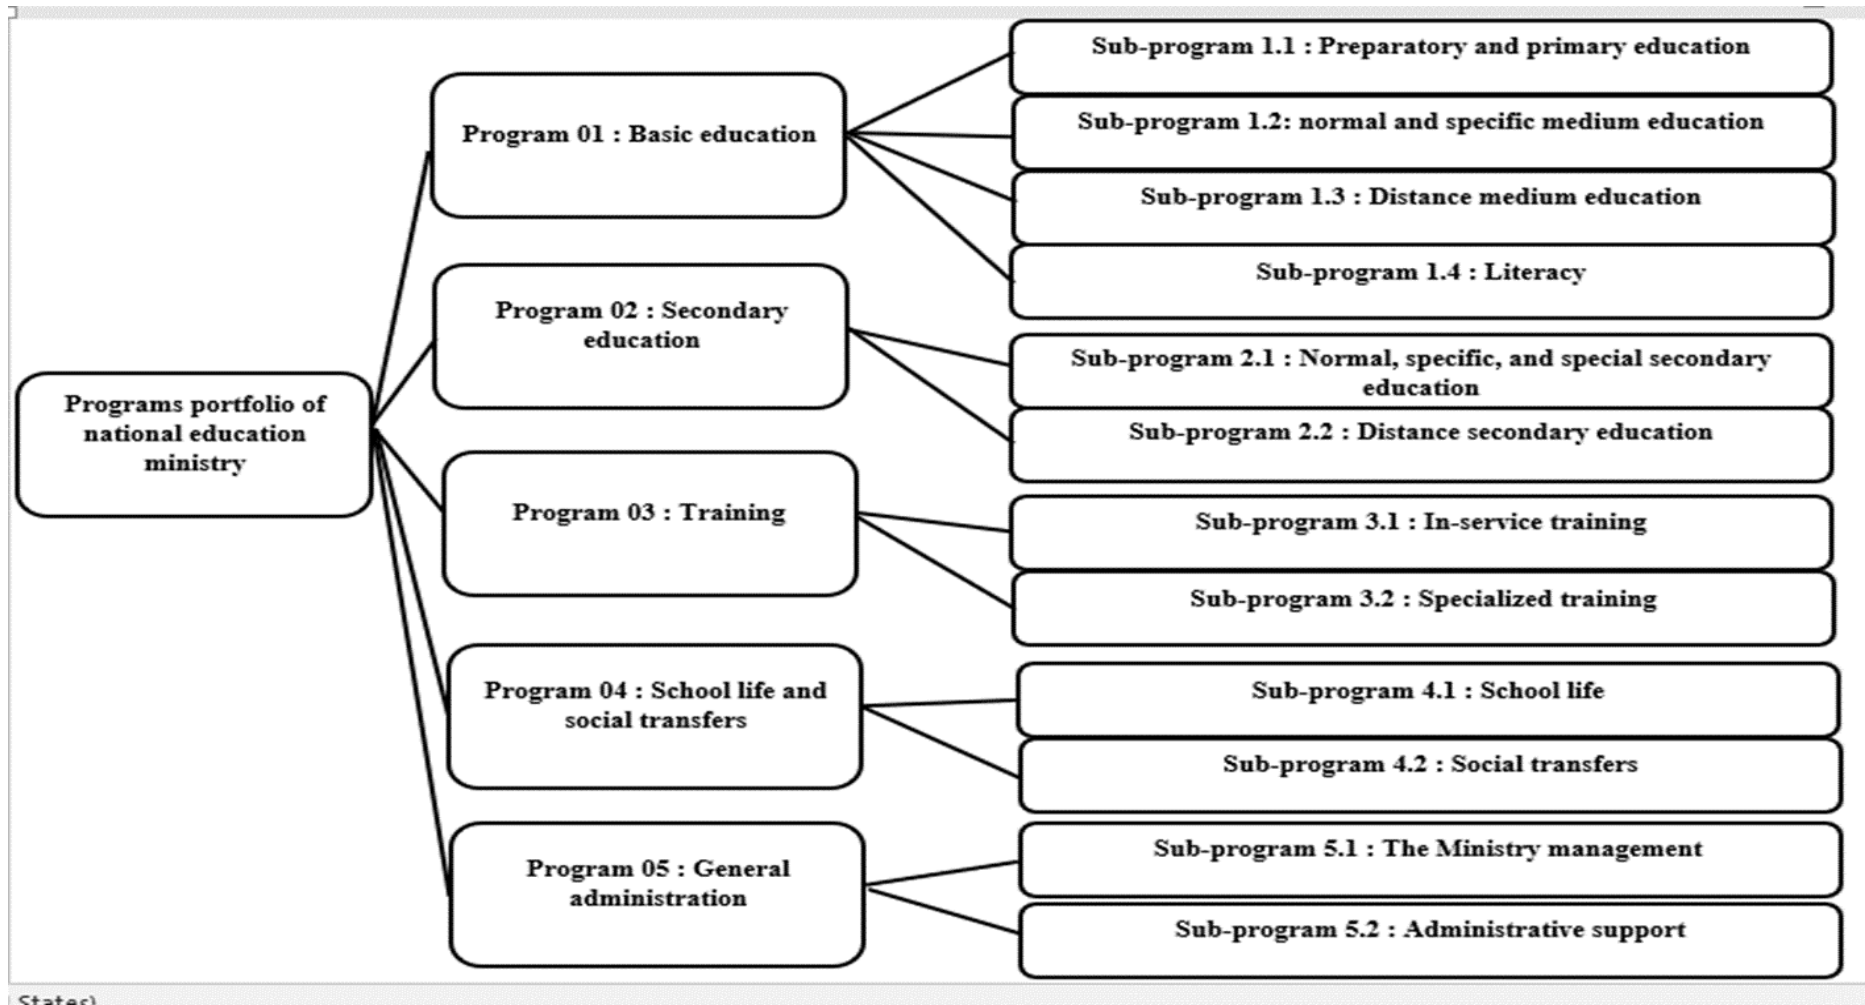 Programs portfolio of
national education
ministry
Program 01 : Basic education
Sub-program 1.1 : Preparatory and primary education
Sub-program 1.2: normal and specific medium education
Sub-program 1.3 : Distance medium education
Sub-program 1.4 : Literacy
Program 02 : Secondary
education
Sub-program 2.1 : Normal, specific, and special secondary
education
Sub-program 2.2 : Distance secondary education
Program 03 : Training
Sub-program 3.1 : In-service training
Sub-program 3.2 : Specialized training
Program 04 : School life and
social transfers
Sub-program 4.1 : School life
Sub-program 4.2 : Social transfers
Program 05 : General
administration
Sub-program 5.1 : The Ministry management
Sub-program 5.2 : Administrative support
States)